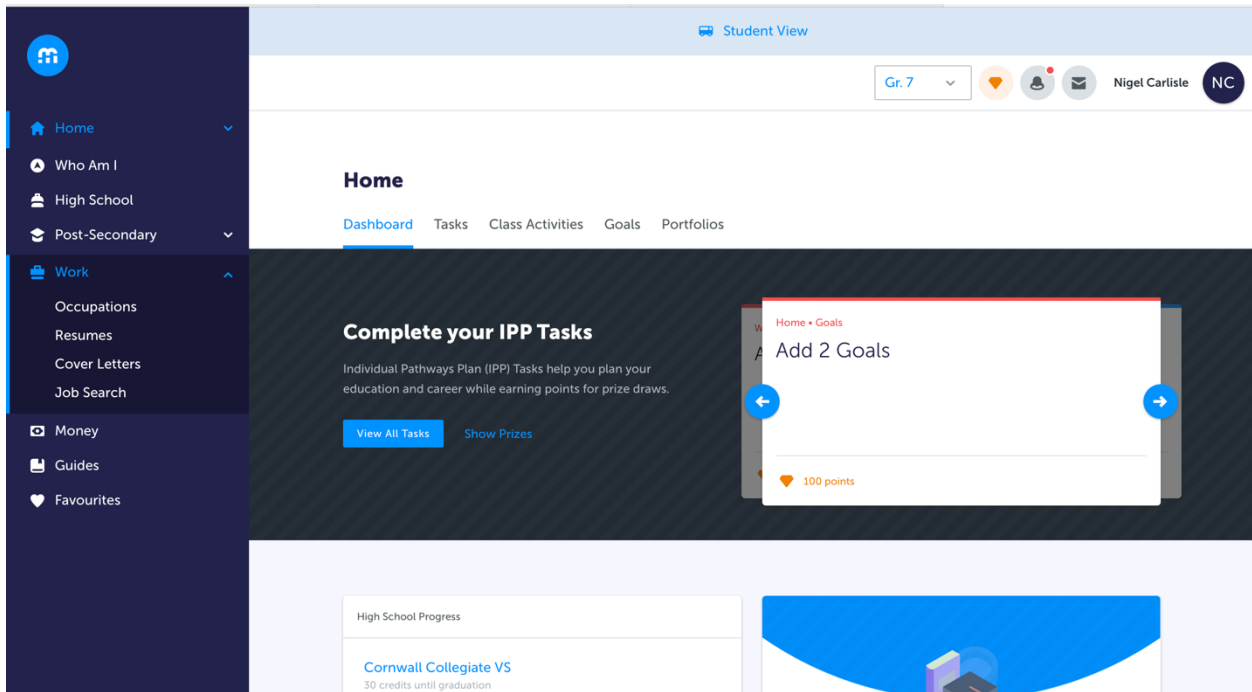 Student View
m
Gr. 7
Nigel Carlisle
NC
Home
Who Am I
High School
Post-Secondary
Work
Occupations
Resumes
Cover Letters
Job Search
Money
Guides
Favourites
Home
Dashboard Tasks Class Activities Goals Portfolios
Complete your IPP Tasks
Individual Pathways Plan (IPP) Tasks help you plan your
education and career while earning points for prize draws.
View All Tasks Show Prizes
W
A
Home • Goals
Add 2 Goals
100 points
High School Progress
Cornwall Collegiate VS
30 credits until graduation